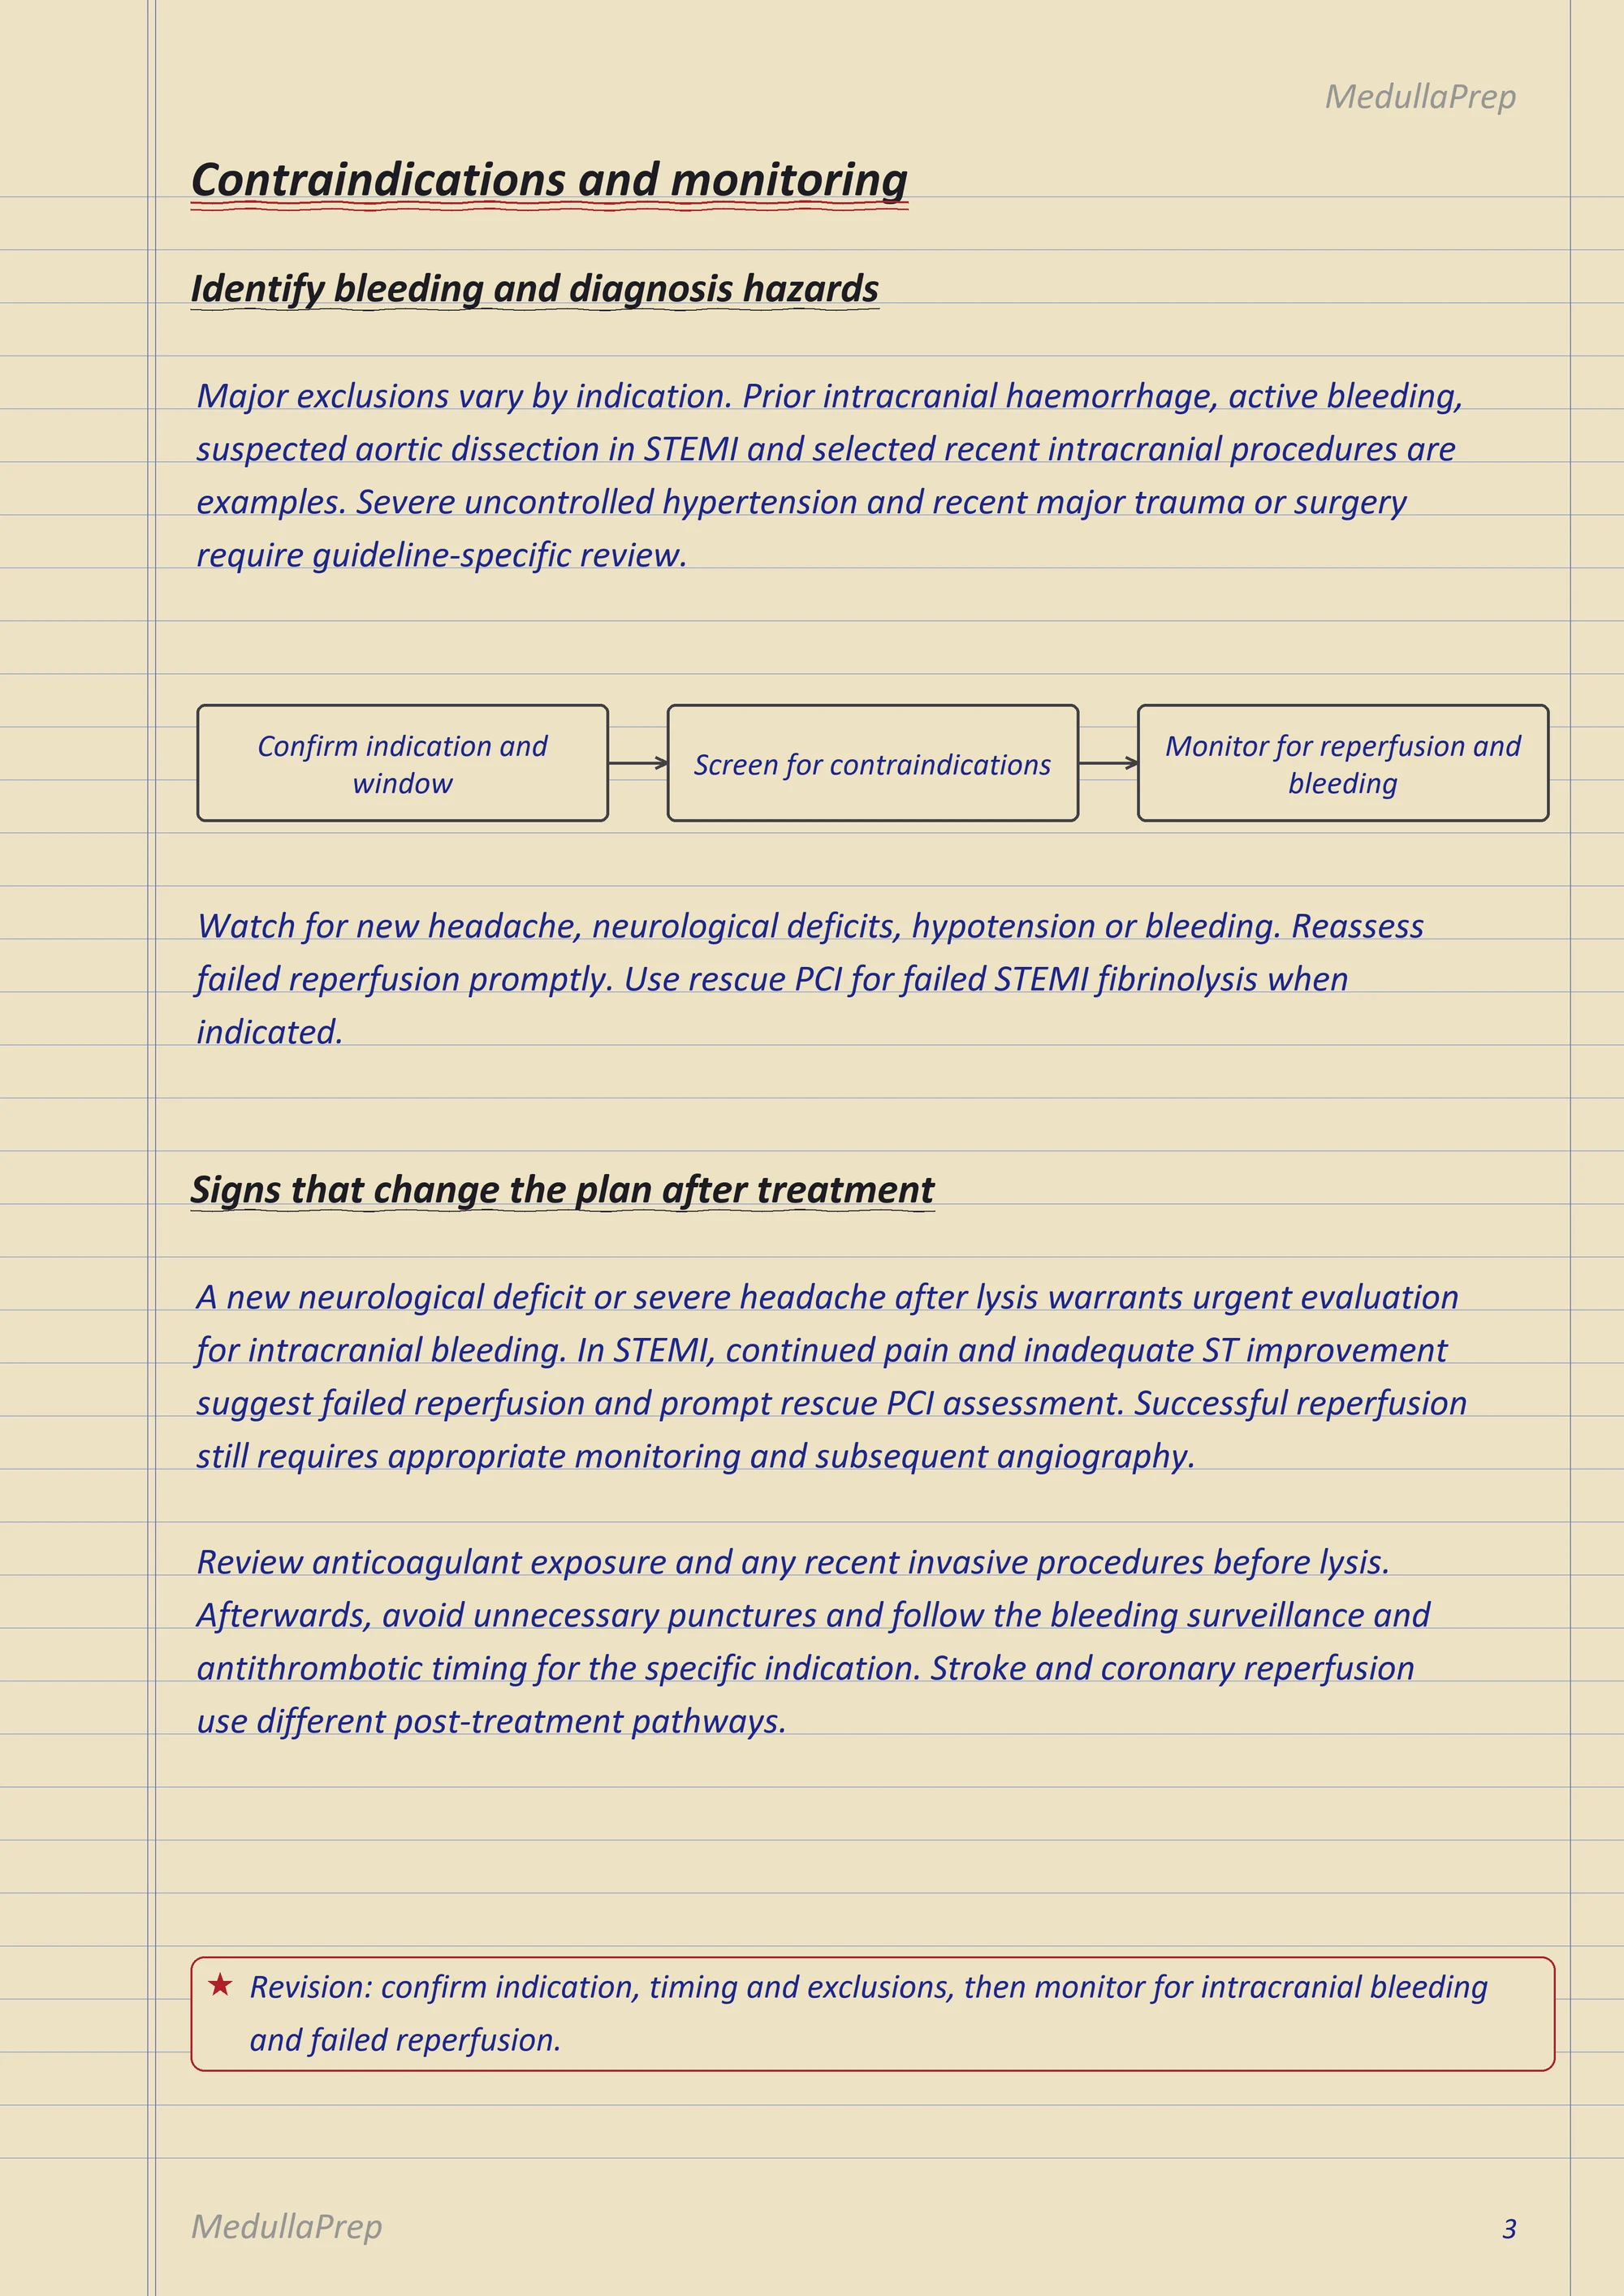 MedullaPrep
Contraindications and monitoring
Identify bleeding and diagnosis hazards
Major exclusions vary by indication. Prior intracranial haemorrhage, active bleeding,
suspected aortic dissection in STEMI and selected recent intracranial procedures are
examples. Severe uncontrolled hypertension and recent major trauma or surgery
require guideline-specific review.
Confirm indication and
window
Screen for contraindications
Monitor for reperfusion and
bleeding
Watch for new headache, neurological deficits, hypotension or bleeding. Reassess
failed reperfusion promptly. Use rescue PCI for failed STEMI fibrinolysis when
indicated.
Signs that change the plan after treatment
A new neurological deficit or severe headache after lysis warrants urgent evaluation
for intracranial bleeding. In STEMI, continued pain and inadequate ST improvement
suggest failed reperfusion and prompt rescue PCI assessment. Successful reperfusion
still requires appropriate monitoring and subsequent angiography.
Review anticoagulant exposure and any recent invasive procedures before lysis.
Afterwards, avoid unnecessary punctures and follow the bleeding surveillance and
antithrombotic timing for the specific indication. Stroke and coronary reperfusion
use different post-treatment pathways.
★ Revision: confirm indication, timing and exclusions, then monitor for intracranial bleeding
and failed reperfusion.
MedullaPrep
3